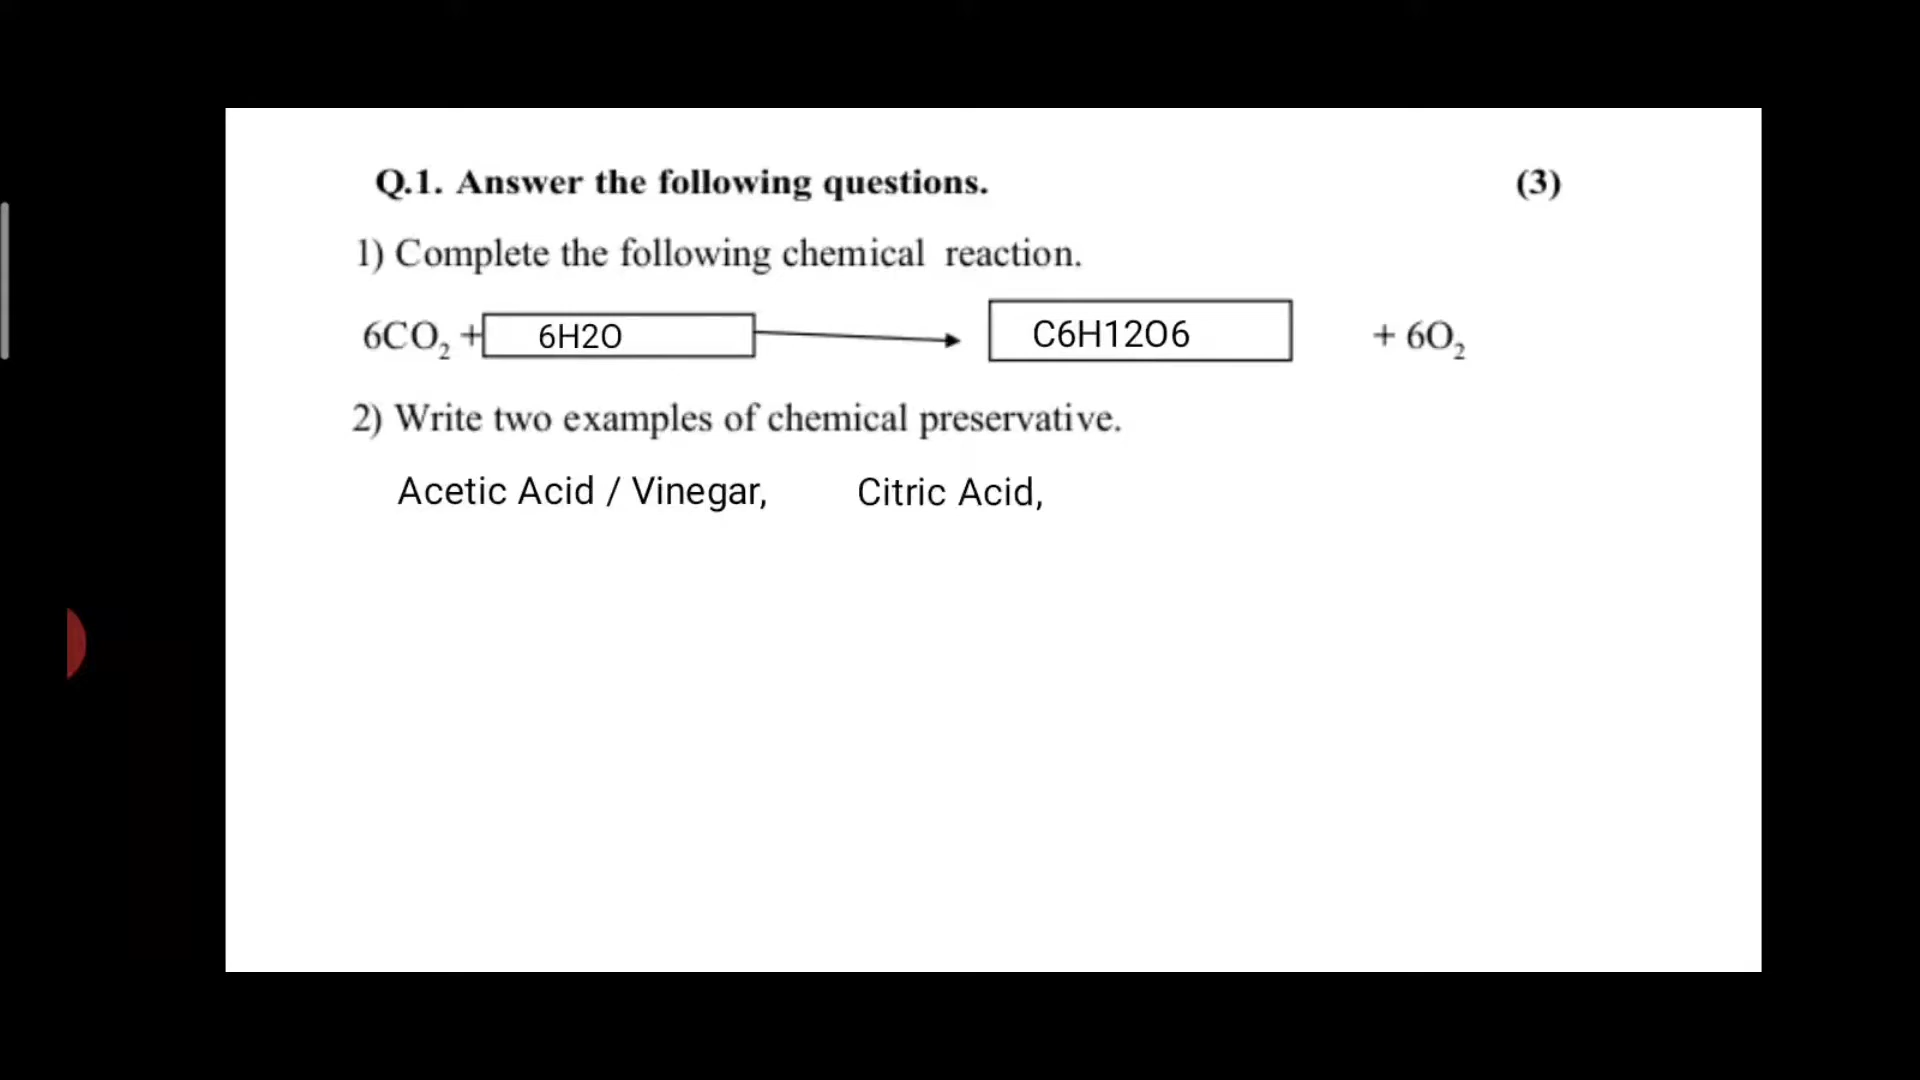 Q.1. Answer the following questions. (3)
1) Complete the following chemical reaction.
6CO₂ + 6H2O C6H12O6 + 6O₂
2) Write two examples of chemical preservative.
Acetic Acid / Vinegar, Citric Acid,